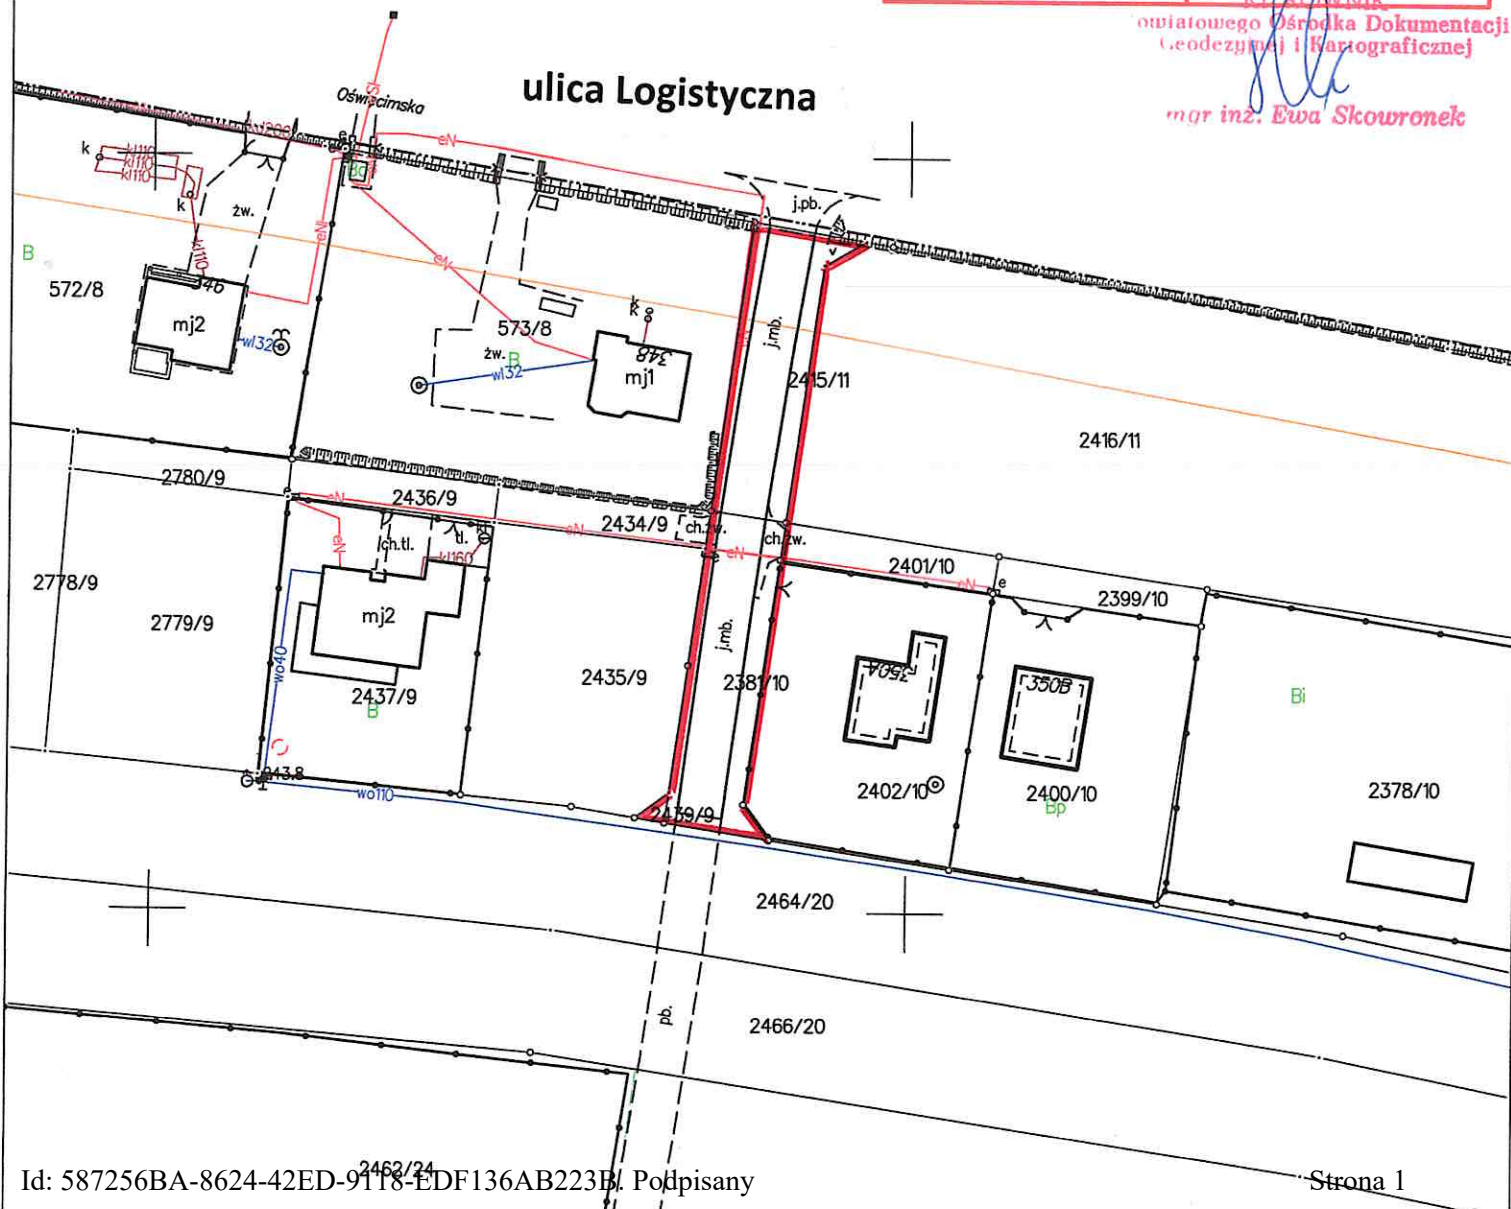 Ośrodka Dokumentacji
Geodezyjnej i Kartograficznej
mgr inż. Ewa Skowronek
ulica Logistyczna
Oświęcimska
eN
e
k
kl110
kl110
kl110
k
żw.
j.pb.
B
572/8
kl110
eN
eN
mj2
wl32
573/8
żw.
B
wl32
k
348
mj1
j.mb.
2415/11
2416/11
2780/9
eN
2436/9
eN
2434/9
ch.żw.
eN
ch.żw.
2401/10
eN
e
2399/10
eN
ch.tl.
tl.
kl160
2778/9
2779/9
mj2
wo40
2437/9
B
2435/9
j.mb.
2381/10
350A
350B
Bi
243.8
wo110
2439/9
2402/10
2400/10
Bp
2378/10
2464/20
pb.
2466/20
2462/24
Id: 587256BA-8624-42ED-9118-EDF136AB223B. Podpisany
Strona 1